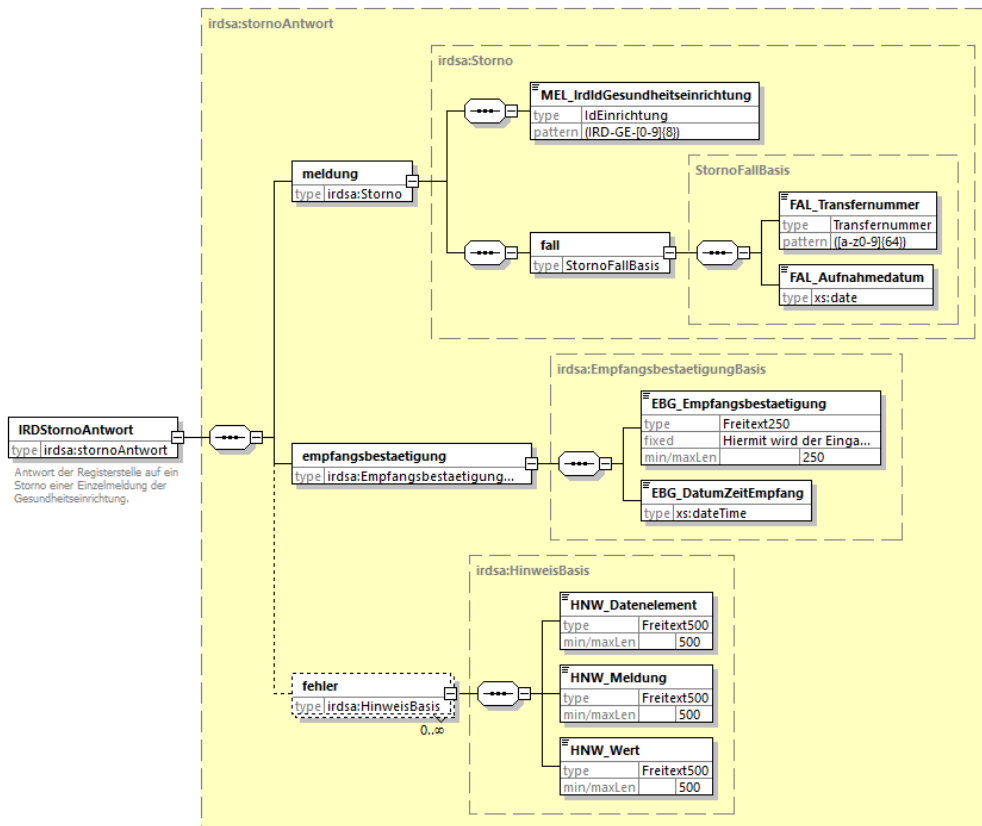 irdsa:stornoAntwort
irdsa:Storno
MEL_IrdIdGesundheitseinrichtung
type IdEinrichtung
pattern (IRD-GE-[0-9]{8})
meldung
type irdsa:Storno
StornoFallBasis
FAL_Transfernummer
type Transfernummer
pattern ([a-z0-9]{64})
fall
type StornoFallBasis
FAL_Aufnahmedatum
type xs:date
irdsa:EmpfangsbestaetigungBasis
EBG_Empfangsbestaetigung
type Freitext250
fixed Hiermit wird der Einga...
min/maxLen 250
IRDStornoAntwort
type irdsa:stornoAntwort
Antwort der Registerstelle auf ein
Storno einer Einzelmeldung der
Gesundheitseinrichtung.
empfangsbestaetigung
type irdsa:Empfangsbestaetigung...
EBG_DatumZeitEmpfang
type xs:dateTime
irdsa:HinweisBasis
HNW_Datenelement
type Freitext500
min/maxLen 500
fehler
type irdsa:HinweisBasis
0..∞
HNW_Meldung
type Freitext500
min/maxLen 500
HNW_Wert
type Freitext500
min/maxLen 500